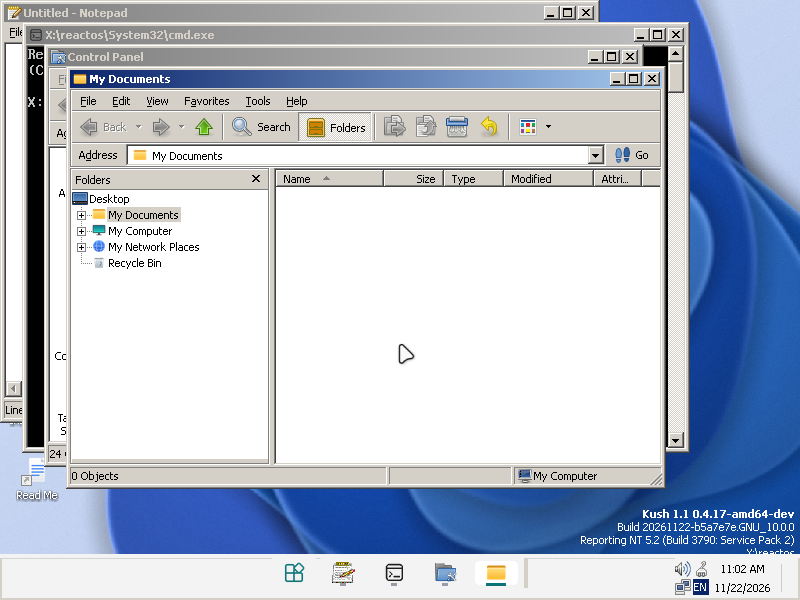 Untitled - Notepad
File
X:\reactos\System32\cmd.exe
Control Panel
My Documents
File Edit View Favorites Tools Help
Back Search Folders
Address My Documents Go
Folders
Name Size Type Modified Attri...
Desktop
My Documents
My Computer
My Network Places
Recycle Bin
0 Objects
My Computer
X:
(C
Line
24
Read Me
Kush 1.1 0.4.17-amd64-dev
Build 20261122-b5a7e7e.GNU_10.0.0
Reporting NT 5.2 (Build 3790: Service Pack 2)
X:\reactos
11:02 AM
EN
11/22/2026